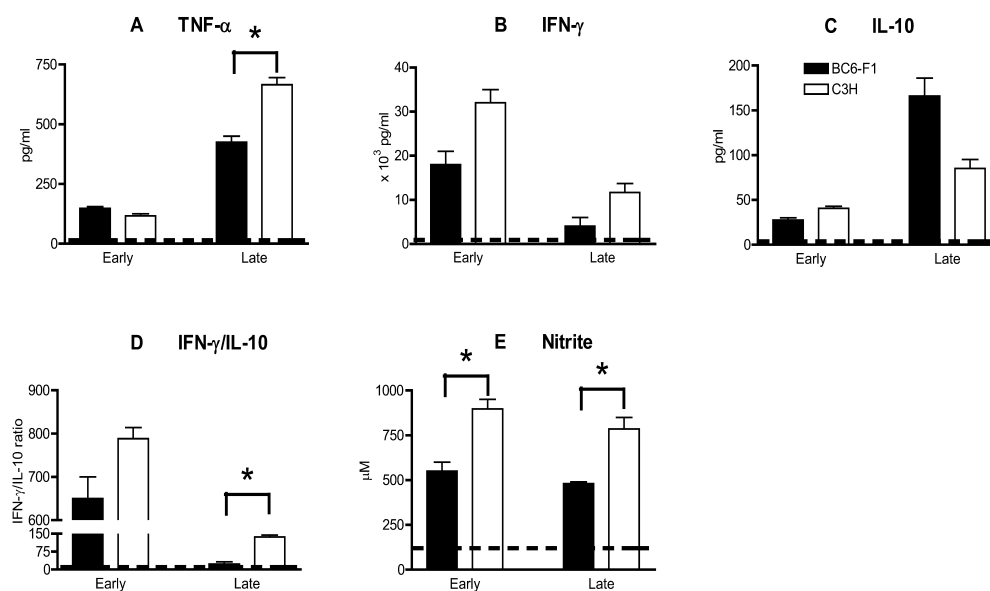 A TNF-α
*
750
500
250
0
pg/ml
Early Late
B IFN-γ
40
30
20
10
0
x 10³ pg/ml
Early Late
C IL-10
BC6-F1
C3H
200
150
100
50
0
pg/ml
Early Late
D IFN-γ/IL-10
900
800
700
600
150
75
0
IFN-γ/IL-10 ratio
*
Early Late
E Nitrite
* *
1000
750
500
250
0
μM
Early Late